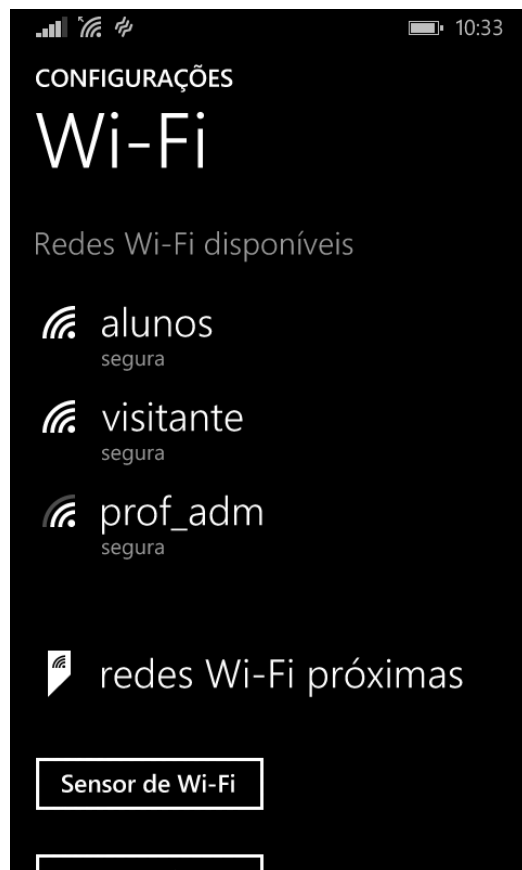 10:33
CONFIGURAÇÕES
Wi-Fi
Redes Wi-Fi disponíveis
alunos
segura
visitante
segura
prof_adm
segura
redes Wi-Fi próximas
Sensor de Wi-Fi